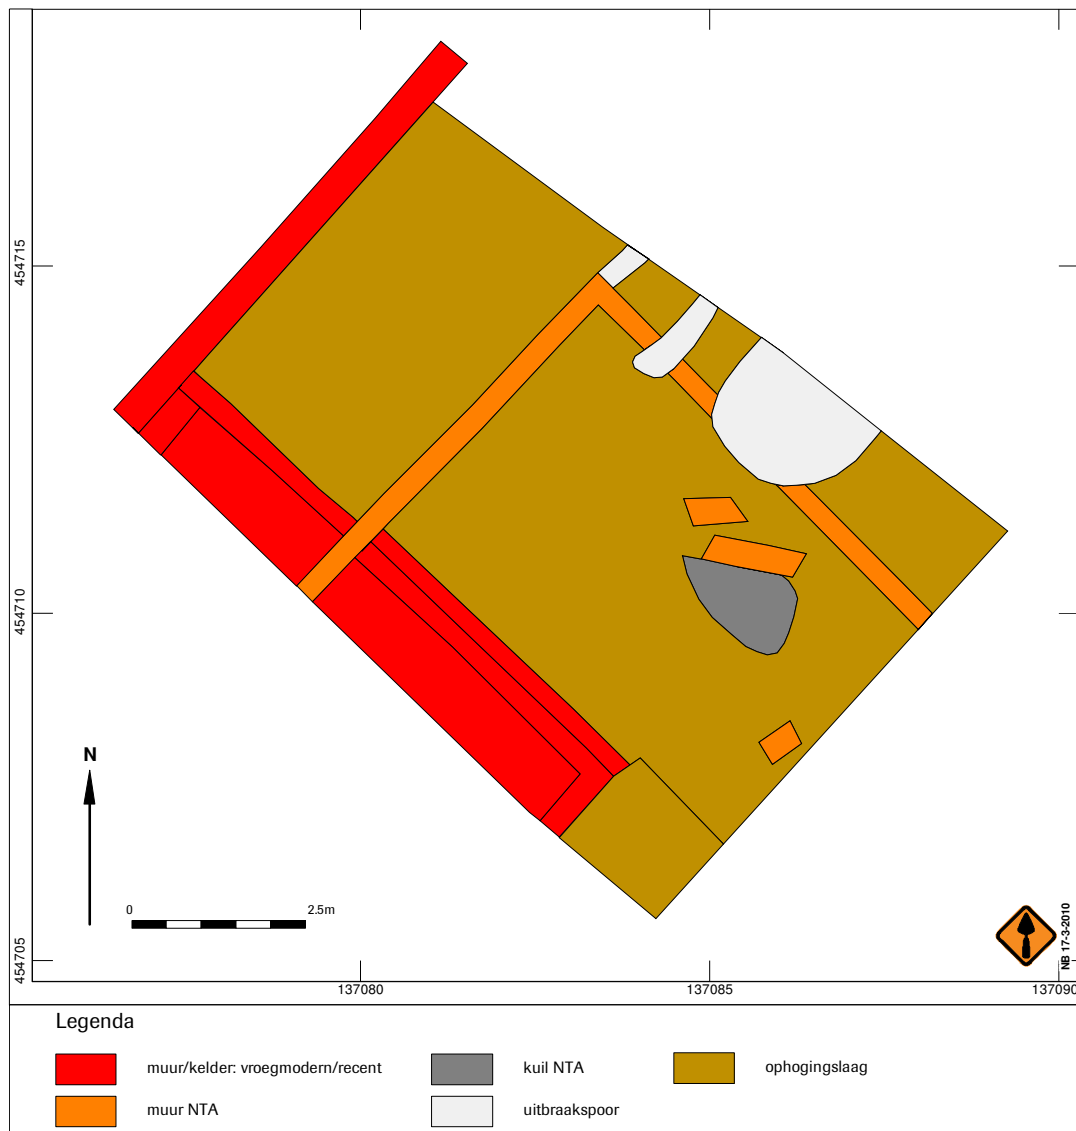 454715
454710
454705
N
0 2.5m
NB 17-3-2010
137080 137085 137090
Legenda
muur/kelder: vroegmodern/recent kuil NTA ophogingslaag
muur NTA uitbraakspoor